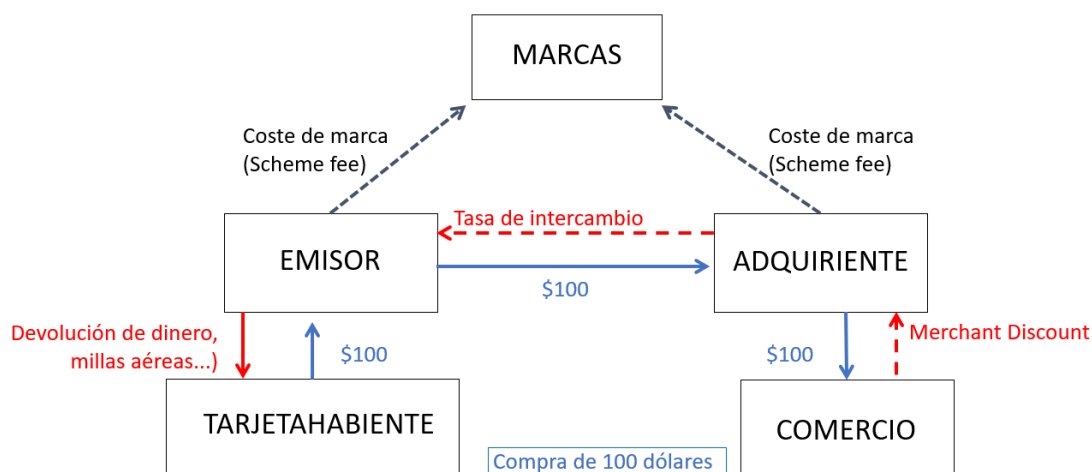 MARCAS
Coste de marca
(Scheme fee)
Coste de marca
(Scheme fee)
Tasa de intercambio
EMISOR
ADQUIRIENTE
$100
Devolución de dinero,
millas aéreas...)
$100
$100
Merchant Discount
TARJETAHABIENTE
COMERCIO
Compra de 100 dólares